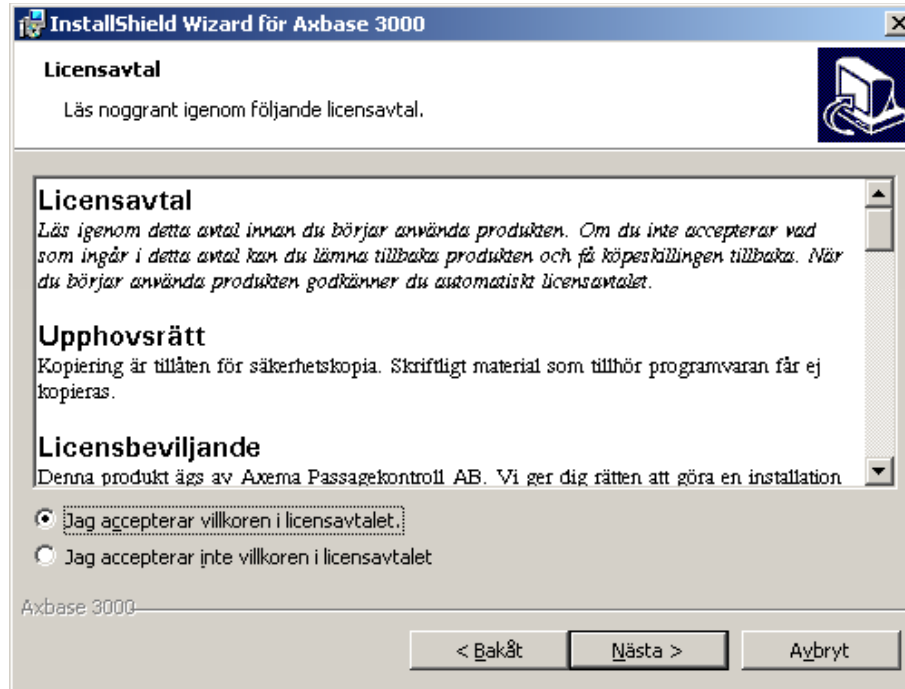 InstallShield Wizard för Axbase 3000
Licensavtal
Läs noggrant igenom följande licensavtal.
Licensavtal
Läs igenom detta avtal innan du börjar använda produkten. Om du inte accepterar vad
som ingår i detta avtal kan du lämna tillbaka produkten och få köpeskillingen tillbaka. När
du börjar använda produkten godkänner du automatiskt licensavtalet.
Upphovsrätt
Kopiering är tillåten för säkerhetskopia. Skriftligt material som tillhör programvaran får ej
kopieras.
Licensbeviljande
Denna produkt ägs av Axema Passagekontroll AB. Vi ger dig rätten att göra en installation
Jag accepterar villkoren i licensavtalet.
Jag accepterar inte villkoren i licensavtalet
Axbase 3000
< Bakåt Nästa > Avbryt